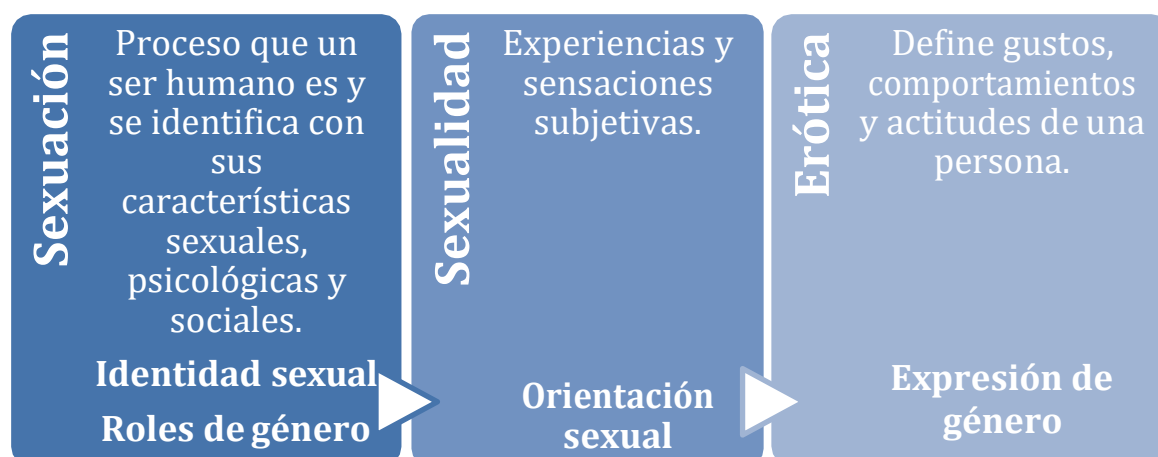 Sexuación
Proceso que un
ser humano es y
se identifica con
sus
características
sexuales,
psicológicas y
sociales.
Identidad sexual
Roles de género
Sexualidad
Experiencias y
sensaciones
subjetivas.
Orientación
sexual
Erótica
Define gustos,
comportamientos
y actitudes de una
persona.
Expresión de
género